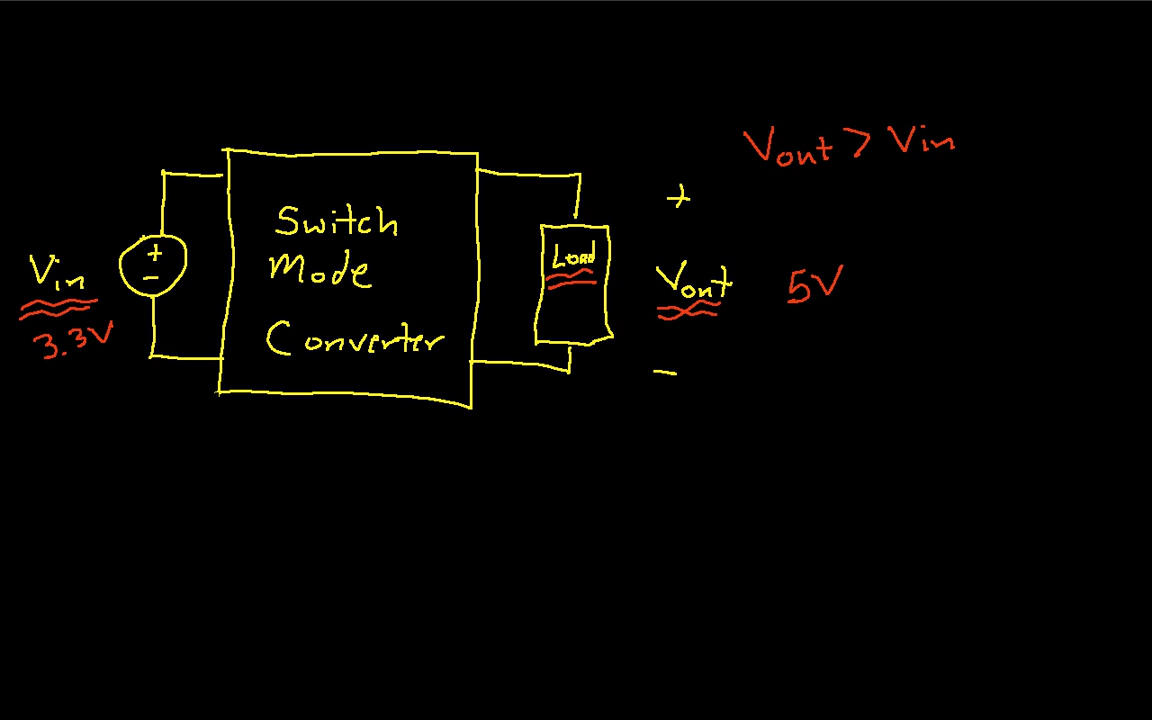 Vout > Vin
+
Switch
Mode
Converter
+
-
Load
Vin
3.3V
Vout
5V
-